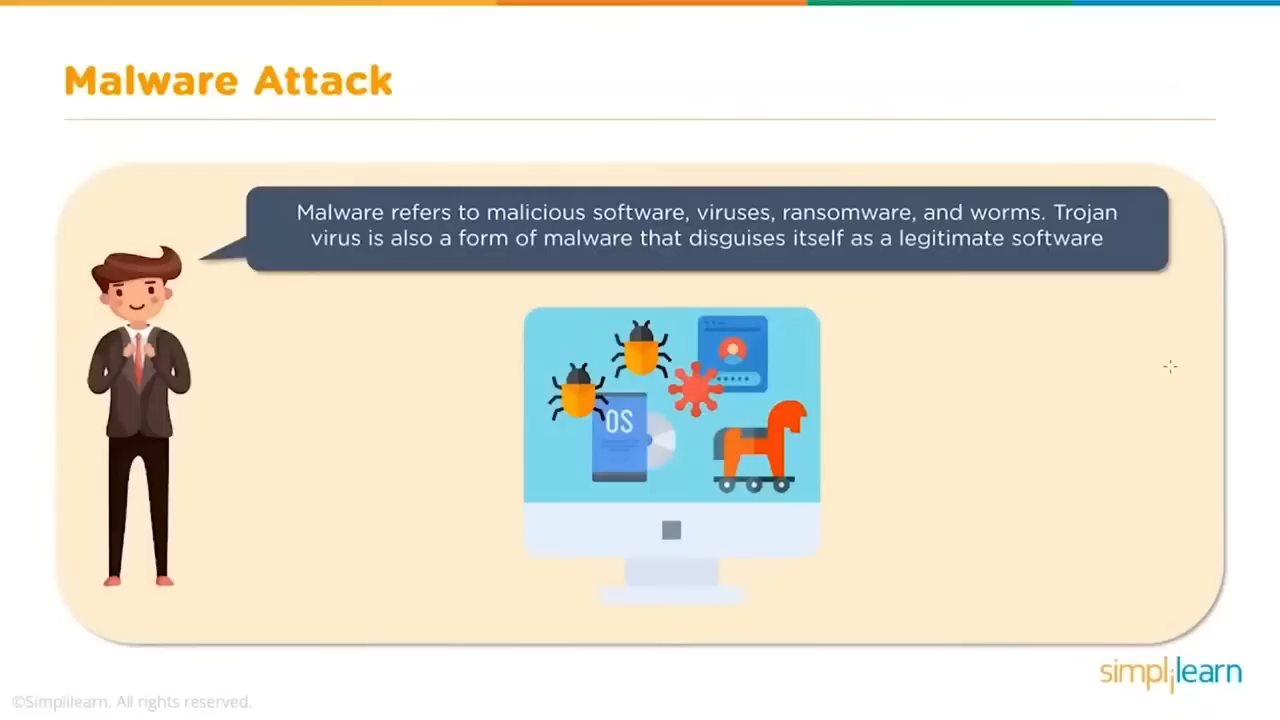 Malware Attack
Malware refers to malicious software, viruses, ransomware, and worms. Trojan
virus is also a form of malware that disguises itself as a legitimate software
OS
simplilearn
©Simplilearn. All rights reserved.